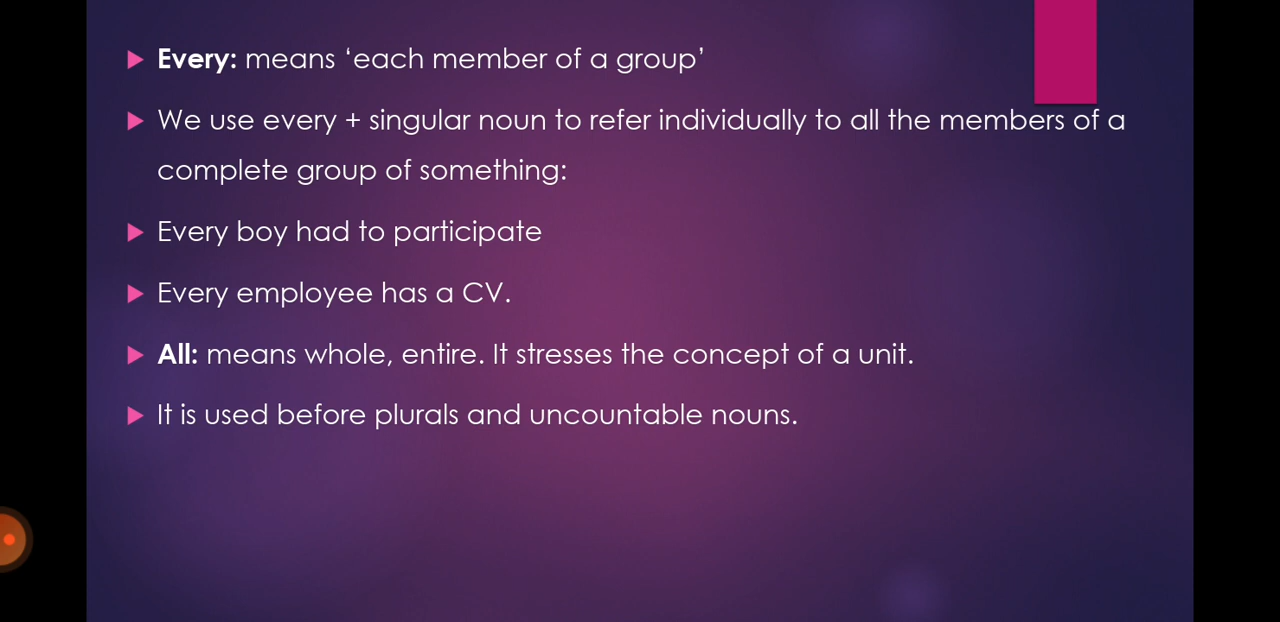 Every: means ‘each member of a group’
We use every + singular noun to refer individually to all the members of a
complete group of something:
Every boy had to participate
Every employee has a CV.
All: means whole, entire. It stresses the concept of a unit.
It is used before plurals and uncountable nouns.